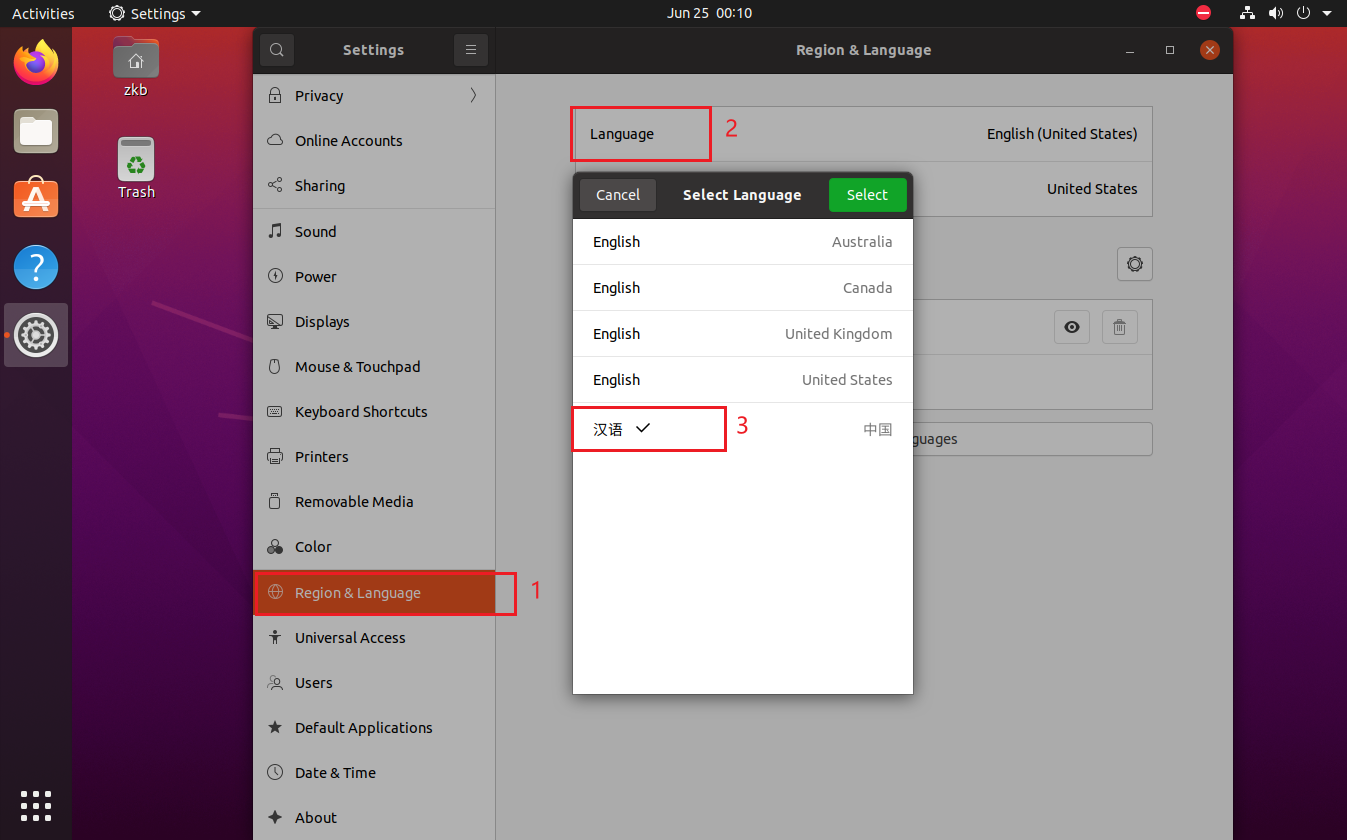 Activities Settings Jun 25 00:10
zkb
Trash
Settings
Privacy
Online Accounts
Sharing
Sound
Power
Displays
Mouse & Touchpad
Keyboard Shortcuts
Printers
Removable Media
Color
Region & Language 1
Universal Access
Users
Default Applications
Date & Time
About
Region & Language
Language 2 English (United States)
United States
guages
Cancel Select Language Select
English Australia
English Canada
English United Kingdom
English United States
汉语 中国 3